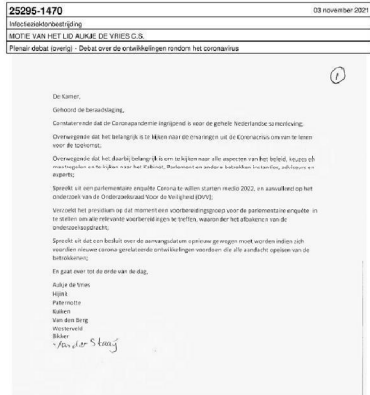 25295-1470
03 november 2021
Infectieziektenbestrijding
MOTIE VAN HET LID AUKJE DE VRIES C.S.
Plenair debat (overig) - Debat over de ontwikkelingen rondom het coronavirus
1
De Kamer,
Gehoord de beraadslaging,
Constaterende dat de Coronapandemie ingrijpend is voor de gehele Nederlandse samenleving;
Overwegende dat het belangrijk is te kijken naar de ervaringen uit de Coronacrisis om van te leren
voor de toekomst;
Overwegende dat het daarbij belangrijk is om te kijken naar alle aspecten van het beleid, keuzes en
maatregelen en te kijken naar het Kabinet, Parlement en andere betrokken instanties, adviseurs en
experts;
Spreekt uit een parlementaire enquête Corona te willen starten medio 2022, en aanvullend op het
onderzoek van de Onderzoeksraad Voor de Veiligheid (OVV);
Verzoekt het presidium op dat moment een voorbereidingsgroep voor de parlementaire enquête in
te stellen om alle relevante voorbereidingen te treffen, waaronder het afbakenen van de
onderzoeksopdracht;
Spreekt uit dat een besluit over de aanvangsdatum opnieuw gewogen moet worden indien zich
voordien nieuwe corona gerelateerde ontwikkelingen voordoen die alle aandacht opeisen van de
betrokkenen;
En gaat over tot de orde van de dag.
Aukje de Vries
Hijink
Paternotte
Kuiken
Van den Berg
Westerveld
Bikker
Van der Staaij